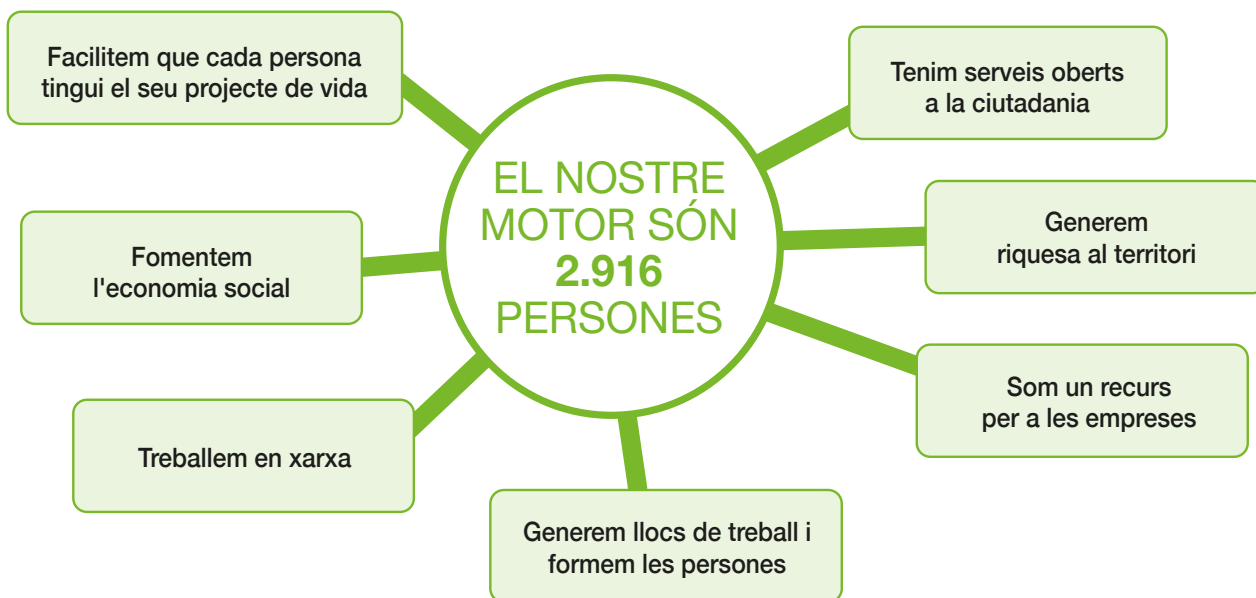 Facilitem que cada persona
tingui el seu projecte de vida
Tenim serveis oberts
a la ciutadania
EL NOSTRE
MOTOR SÓN
2.916
PERSONES
Fomentem
l'economia social
Generem
riquesa al territori
Treballem en xarxa
Som un recurs
per a les empreses
Generem llocs de treball i
formem les persones